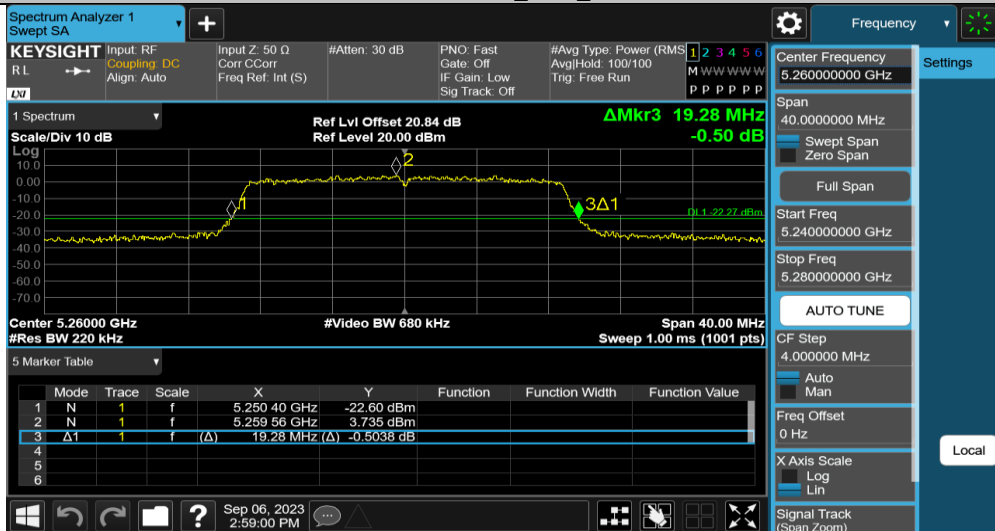 Spectrum Analyzer 1
Swept SA
+
Frequency
KEYSIGHT
R L
LXI
Input: RF
Coupling: DC
Align: Auto
Input Z: 50 Ω
Corr CCorr
Freq Ref: Int (S)
#Atten: 30 dB
PNO: Fast
Gate: Off
IF Gain: Low
Sig Track: Off
#Avg Type: Power (RMS
Avg|Hold: 100/100
Trig: Free Run
1 2 3 4 5 6
M W W W W W
P P P P P P
1 Spectrum
Scale/Div 10 dB
Log
Ref Lvl Offset 20.84 dB
Ref Level 20.00 dBm
ΔMkr3 19.28 MHz
-0.50 dB
10.0
0.00
-10.0
-20.0
-30.0
-40.0
-50.0
-60.0
-70.0
2
1
3Δ1
DL1 -22.27 dBm
Center 5.26000 GHz
#Video BW 680 kHz
Span 40.00 MHz
#Res BW 220 kHz
Sweep 1.00 ms (1001 pts)
5 Marker Table
Mode Trace Scale X Y Function Function Width Function Value
1 N 1 f 5.250 40 GHz -22.60 dBm
2 N 1 f 5.259 56 GHz 3.735 dBm
3 Δ1 1 f (Δ) 19.28 MHz (Δ) -0.5038 dB
4
5
6
?
Sep 06, 2023
2:59:00 PM
Center Frequency
5.260000000 GHz
Span
40.0000000 MHz
Swept Span
Zero Span
Full Span
Start Freq
5.240000000 GHz
Stop Freq
5.280000000 GHz
AUTO TUNE
CF Step
4.000000 MHz
Auto
Man
Freq Offset
0 Hz
X Axis Scale
Log
Lin
Signal Track
(Span Zoom)
Settings
Local